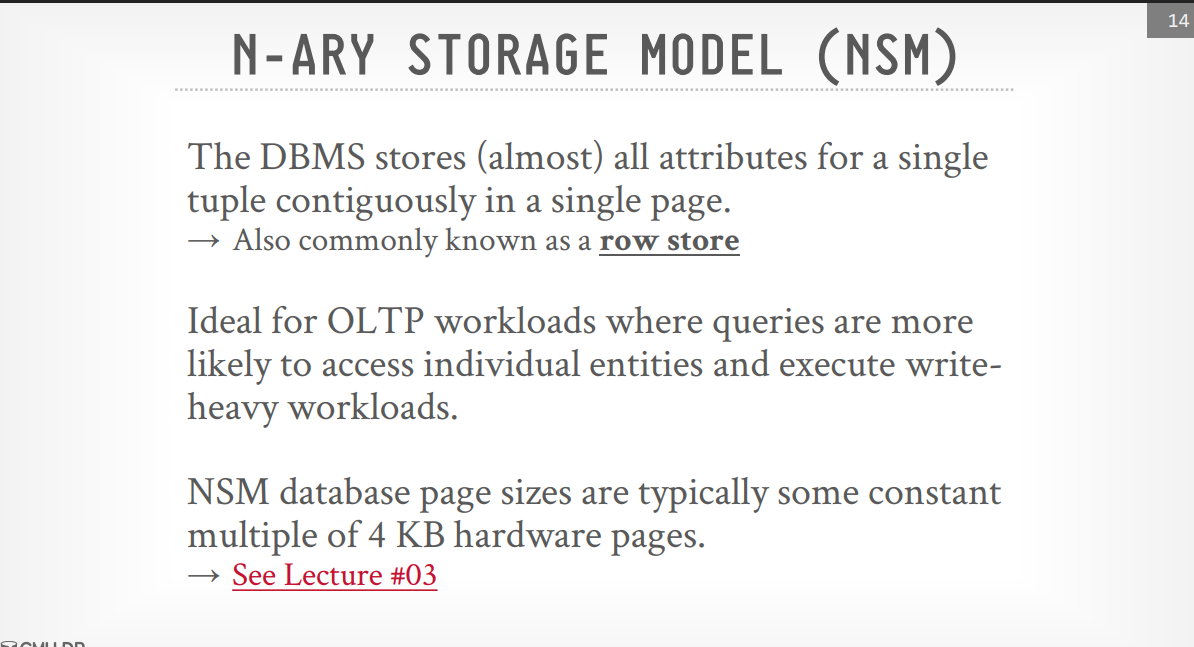 14
N-ARY STORAGE MODEL (NSM)
The DBMS stores (almost) all attributes for a single
tuple contiguously in a single page.
→ Also commonly known as a row store
Ideal for OLTP workloads where queries are more
likely to access individual entities and execute write-
heavy workloads.
NSM database page sizes are typically some constant
multiple of 4 KB hardware pages.
→ See Lecture #03